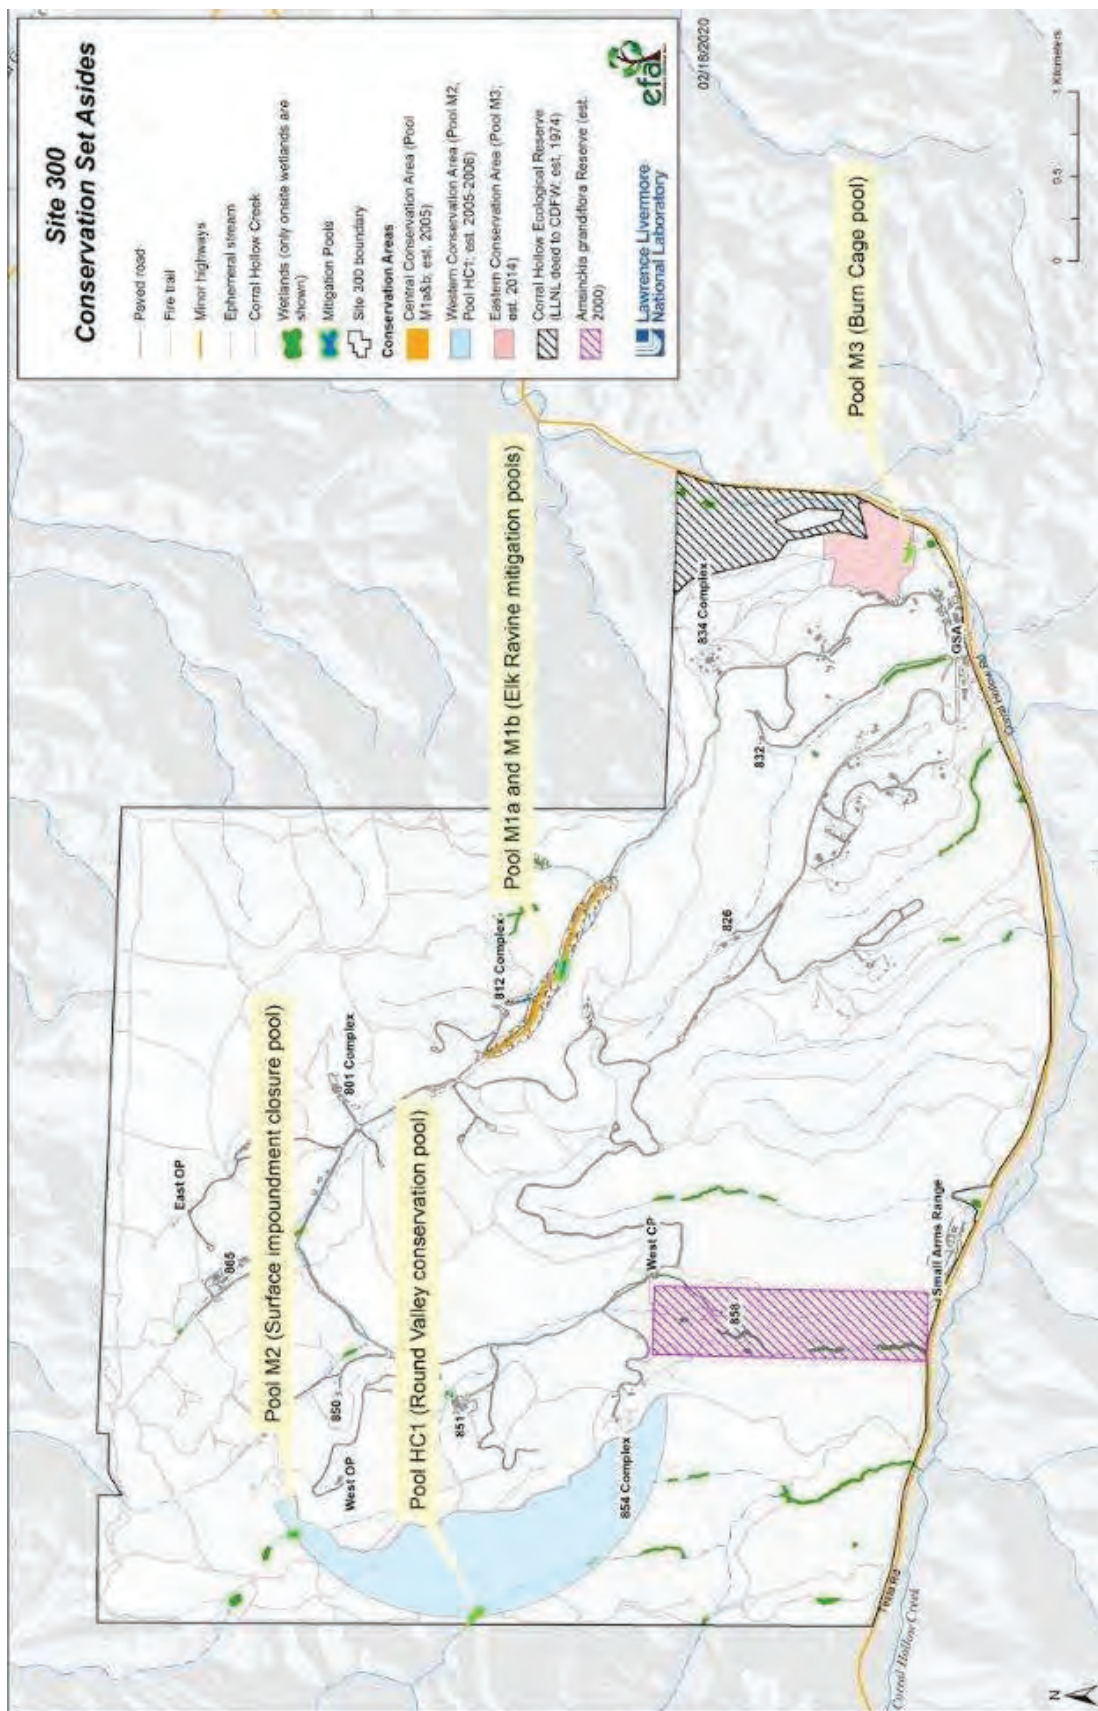 Site 300
Conservation Set Asides
Paved road
Fire trail
Minor highways
Ephemeral stream
Corral Hollow Creek
Wetlands (only onsite wetlands are
shown)
Mitigation Pools
Site 300 boundary
Conservation Areas
Central Conservation Area (Pool
M1a&b; est. 2005)
Western Conservation Area (Pool M2,
Pool HC1; est. 2005-2006)
Eastern Conservation Area (Pool M3;
est. 2014)
Corral Hollow Ecological Reserve
(LLNL deed to CDFW; est. 1974)
Amsinckia grandiflora Reserve (est.
2000)
Lawrence Livermore
National Laboratory
efa
02/18/2020
Pool M2 (Surface impoundment closure pool)
Pool HC1 (Round Valley conservation pool)
Pool M1a and M1b (Elk Ravine mitigation pools)
Pool M3 (Burn Cage pool)
East OP
865
801 Complex
812 Complex
850
West OP
851
854 Complex
West CP
858
Small Arms Range
826
832
834 Complex
GSA
Corral Hollow Rd
Tesla Rd
Corral Hollow Creek
N
0 0.5 1 Kilometers